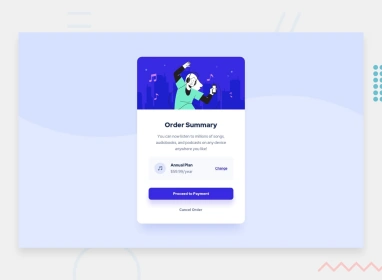 Order Summary
You can now listen to millions of songs,
audiobooks, and podcasts on any device
anywhere you like!
Annual Plan
$59.99/year
Change
Proceed to Payment
Cancel Order